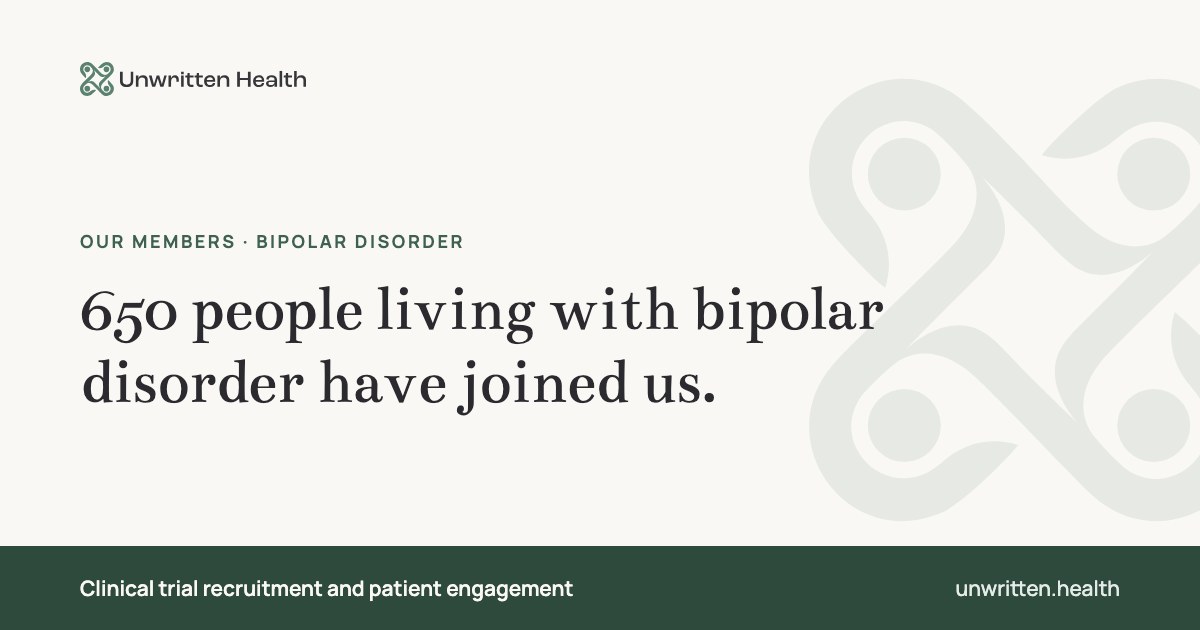 Unwritten Health
OUR MEMBERS · BIPOLAR DISORDER
650 people living with bipolar
disorder have joined us.
Clinical trial recruitment and patient engagement
unwritten.health